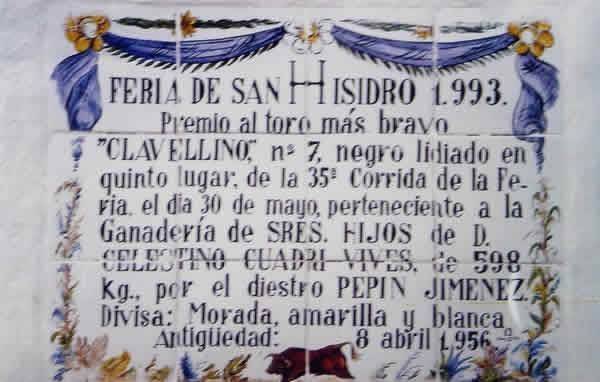 FERIA DE SAN H ISIDRO 1.993.
Premio al toro más bravo
"CLAVELLINO", nº 7, negro lidiado en
quinto lugar, de la 35ª Corrida de la Fe-
ria, el dia 30 de mayo, perteneciente a la
Ganadería de SRES. HIJOS de D.
CELESTINO CUADRI VIVES, de 598
Kg., por el diestro PEPIN JIMENEZ.
Divisa: Morada, amarilla y blanca
Antigüedad: 8 abril 1,956